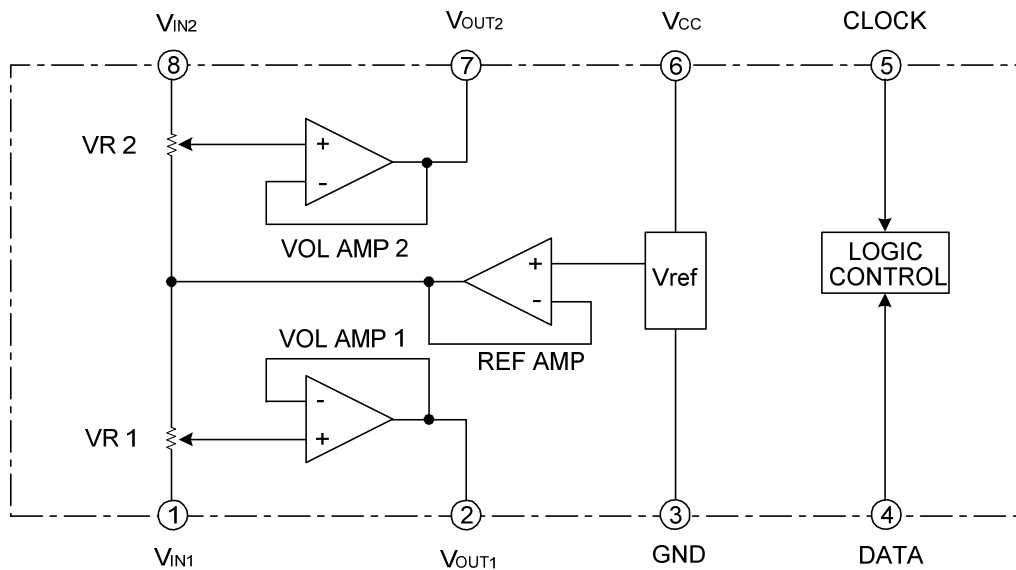 VIN2 VOUT2 VCC CLOCK
8 7 6 5
VR 2
+
-
VOL AMP 2
+
-
Vref
LOGIC
CONTROL
REF AMP
VOL AMP 1
-
+
VR 1
1 2 3 4
VIN1 VOUT1 GND DATA